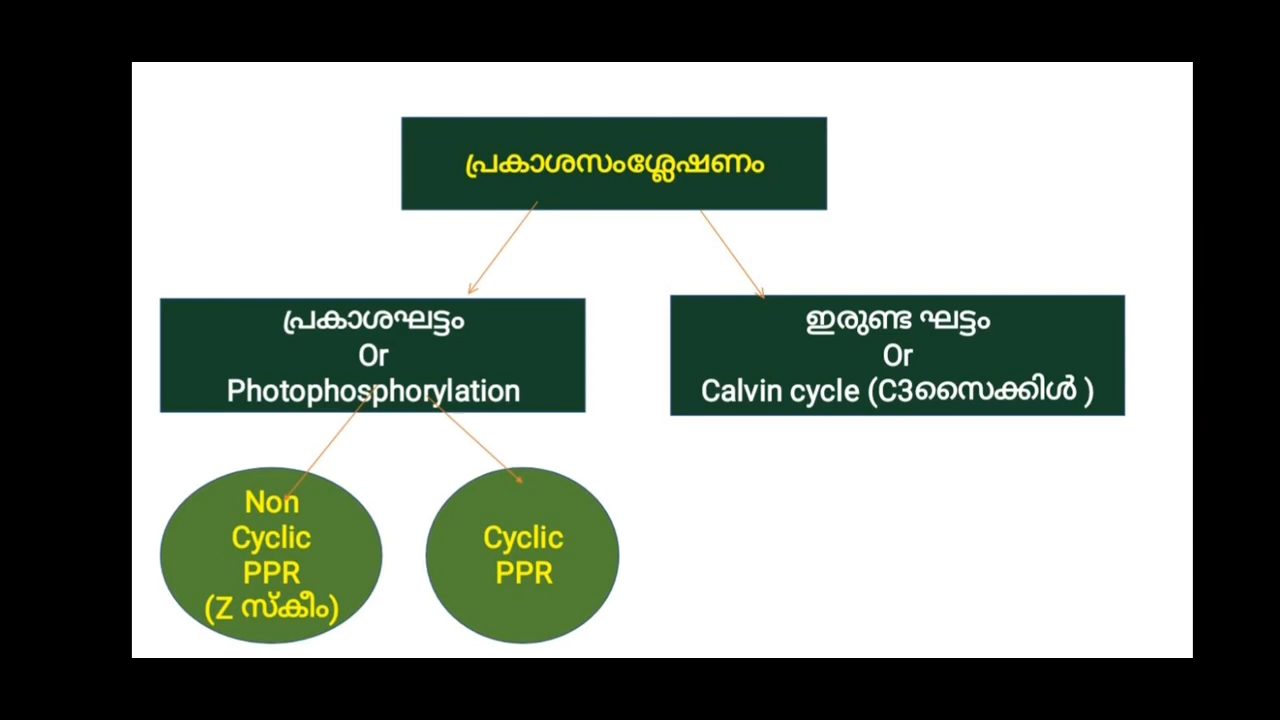 പ്രകാശസംശ്ലേഷണം
പ്രകാശഘട്ടം
Or
Photophosphorylation
ഇരുണ്ട ഘട്ടം
Or
Calvin cycle (C3സൈക്കിൾ )
Non
Cyclic
PPR
(Z സ്കീം)
Cyclic
PPR